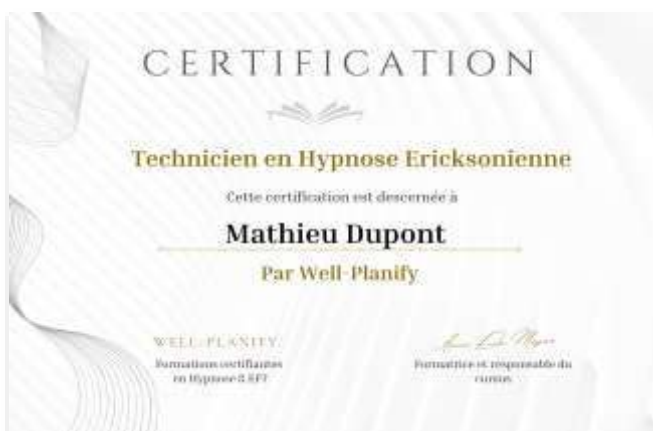 CERTIFICATION
Technicien en Hypnose Ericksonienne
Cette certification est descernée à
Mathieu Dupont
Par Well-Planify
WELL-PLANIFY
Formations certifiantes
en Hypnose & EFT
Formatrice et responsable du
cursus